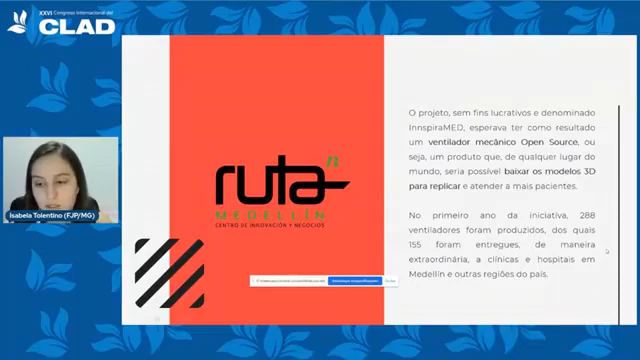 XXVI Congreso Internacional del
CLAD
O projeto, sem fins lucrativos e denominado
InnspiraMED, esperava ter como resultado
um ventilador mecânico Open Source, ou
seja, um produto que, de qualquer lugar do
mundo, seria possível baixar os modelos 3D
para replicar e atender a mais pacientes.
ruta n
MEDELLÍN
CENTRO DE INNOVACIÓN Y NEGOCIOS
No primeiro ano da iniciativa, 288
ventiladores foram produzidos, dos quais
155 foram entregues, de maneira
extraordinária, a clínicas e hospitais em
Medellín e outras regiões do país.
Isabela Tolentino (FJP/MG)